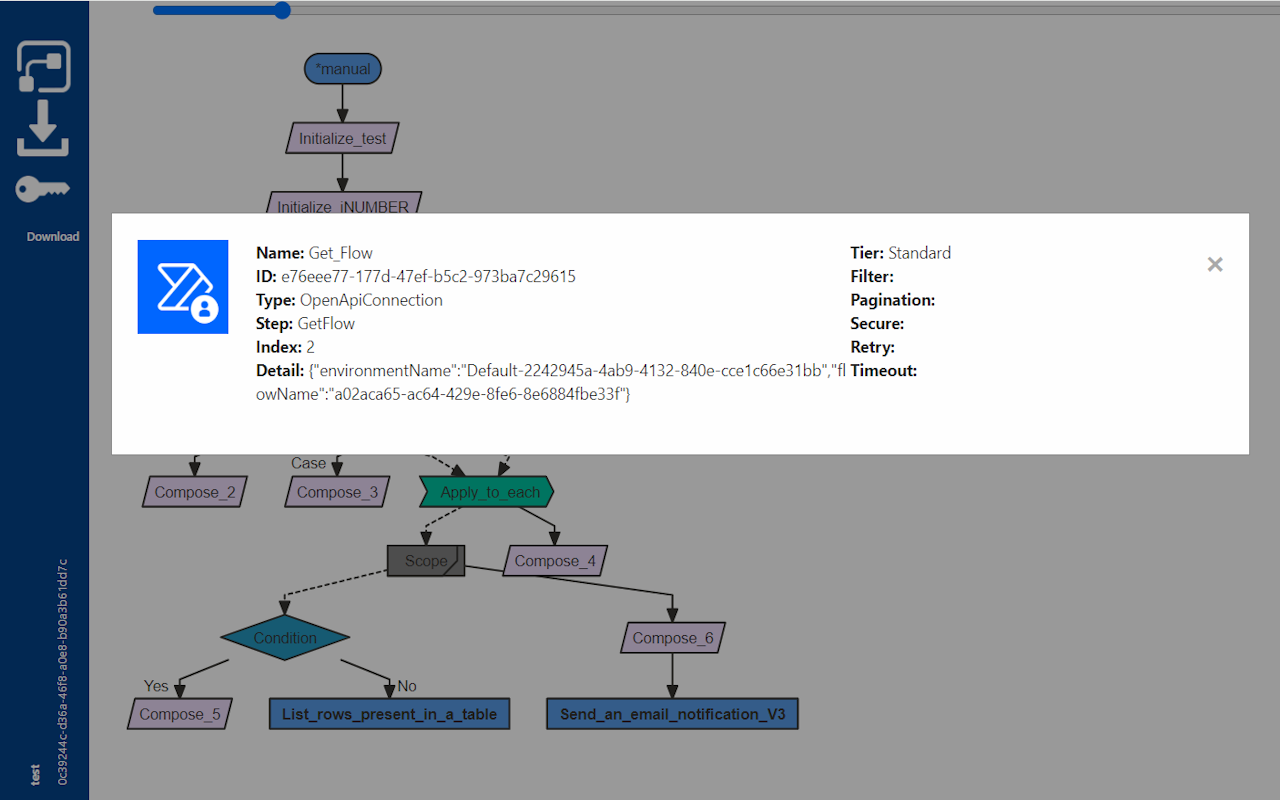 *manual
Initialize_test
Initialize_iNUMBER
Download
Name: Get_Flow
ID: e76eee77-177d-47ef-b5c2-973ba7c29615
Type: OpenApiConnection
Step: GetFlow
Index: 2
Detail: {"environmentName":"Default-2242945a-4ab9-4132-840e-cce1c66e31bb","fl
owName":"a02aca65-ac64-429e-8fe6-8e6884fbe33f"}
Tier: Standard
Filter:
Pagination:
Secure:
Retry:
Timeout:
×
Case
Compose_2
Compose_3
Apply_to_each
Scope
Compose_4
Condition
Compose_6
Yes
No
Compose_5
List_rows_present_in_a_table
Send_an_email_notification_V3
test
0c39244c-d36a-46f8-a0e8-b90a3b61dd7c